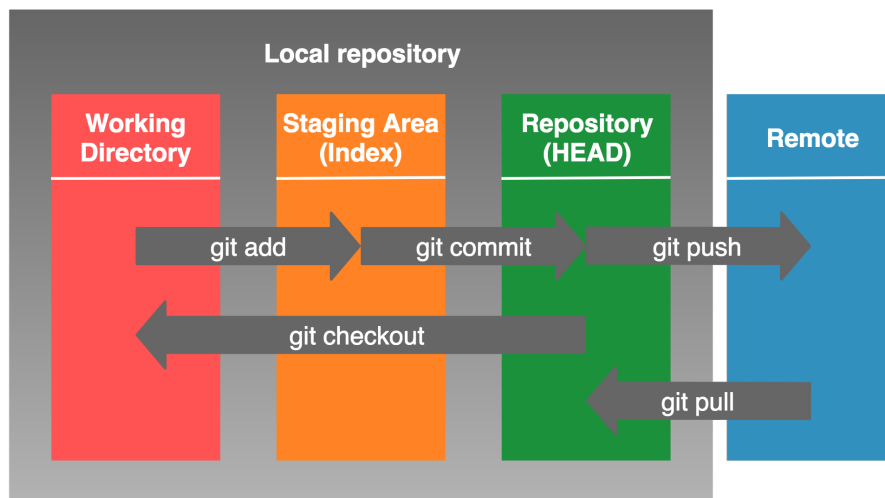 Local repository
Working
Directory
Staging Area
(Index)
Repository
(HEAD)
Remote
git add
git commit
git push
git checkout
git pull